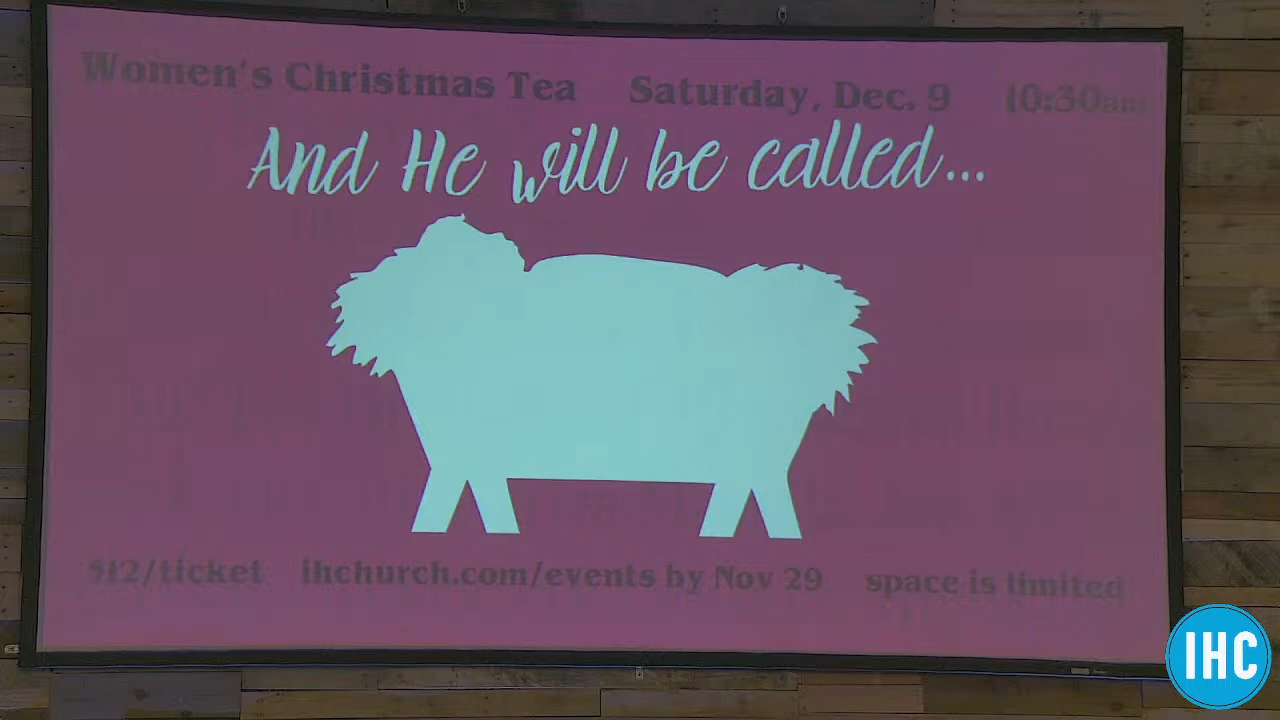 Women's Christmas Tea Saturday, Dec. 9 10:30am
And He will be called...
$12/ticket ihchurch.com/events by Nov 29 space is limited
IHC